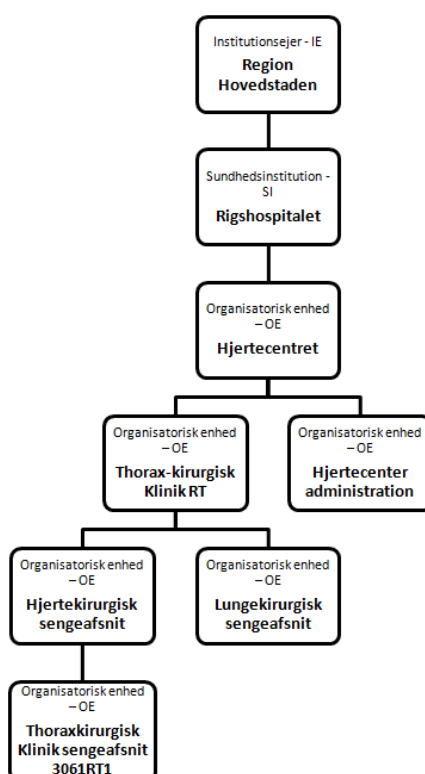 Institutionsejer - IE
Region
Hovedstaden
Sundhedsinstitution -
SI
Rigshospitalet
Organisatorisk enhed
– OE
Hjertecentret
Organisatorisk enhed
– OE
Thorax-kirurgisk
Klinik RT
Organisatorisk enhed
– OE
Hjertecenter
administration
Organisatorisk enhed
– OE
Hjertekirurgisk
sengeafsnit
Organisatorisk enhed
– OE
Lungekirurgisk
sengeafsnit
Organisatorisk enhed
– OE
Thoraxkirurgisk
Klinik sengeafsnit
3061RT1